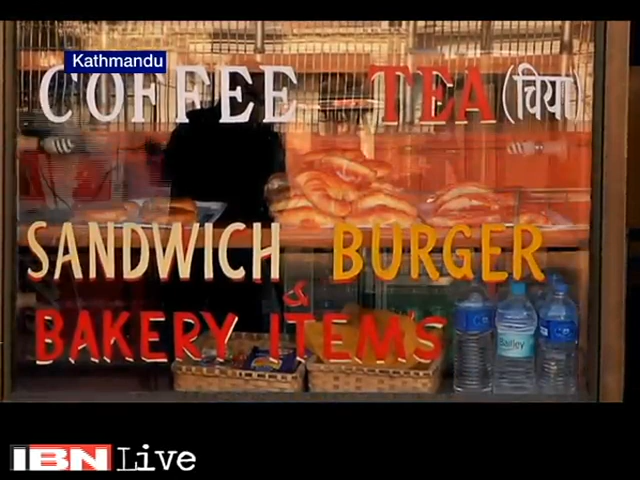 Kathmandu
COFFEE TEA (चिया)
SANDWICH BURGER
&
BAKERY ITEMS
Bailley
IBN Live